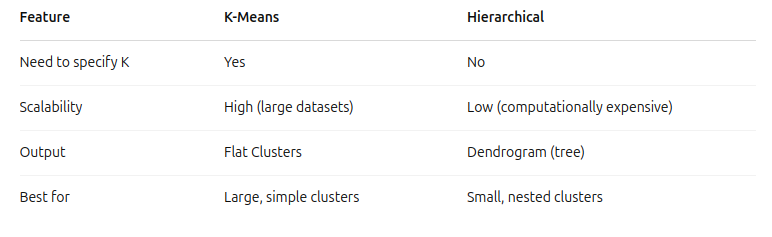 Feature K-Means Hierarchical
Need to specify K Yes No
Scalability High (large datasets) Low (computationally expensive)
Output Flat Clusters Dendrogram (tree)
Best for Large, simple clusters Small, nested clusters